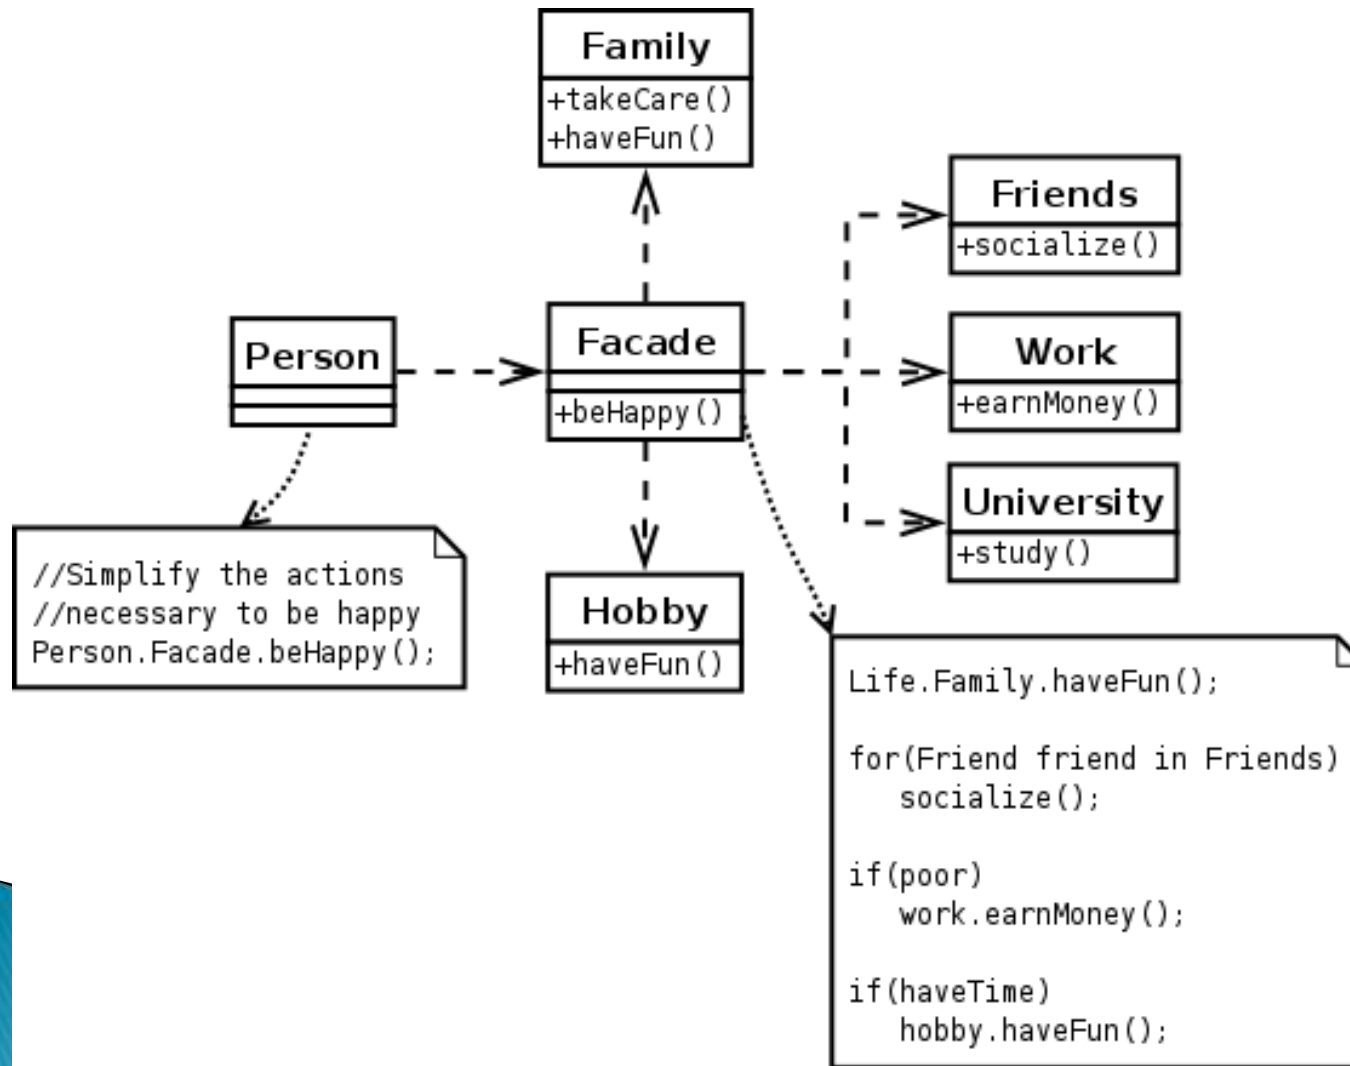 Family
+takeCare()
+haveFun()
Friends
+socialize()
Person
Facade
+beHappy()
Work
+earnMoney()
University
+study()
//Simplify the actions
//necessary to be happy
Person.Facade.beHappy();
Hobby
+haveFun()
Life.Family.haveFun();
for(Friend friend in Friends)
socialize();
if(poor)
work.earnMoney();
if(haveTime)
hobby.haveFun();